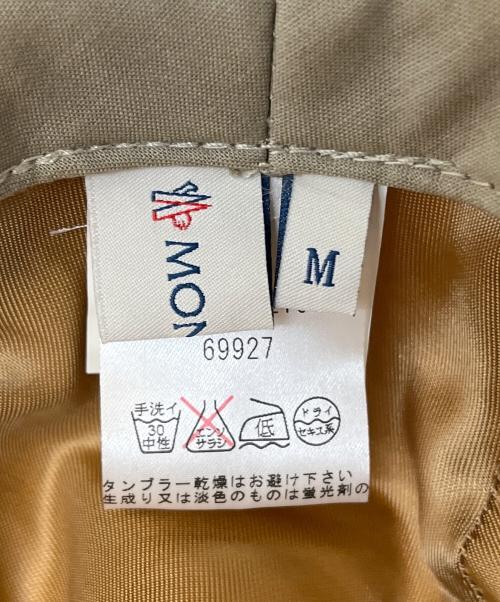 MON
M
69927
手洗イ
30
中性
エンソ
サラシ
低
ドライ
セキユ系
タンブラー乾燥はお避け下さい
生成り又は淡色のものは蛍光剤の